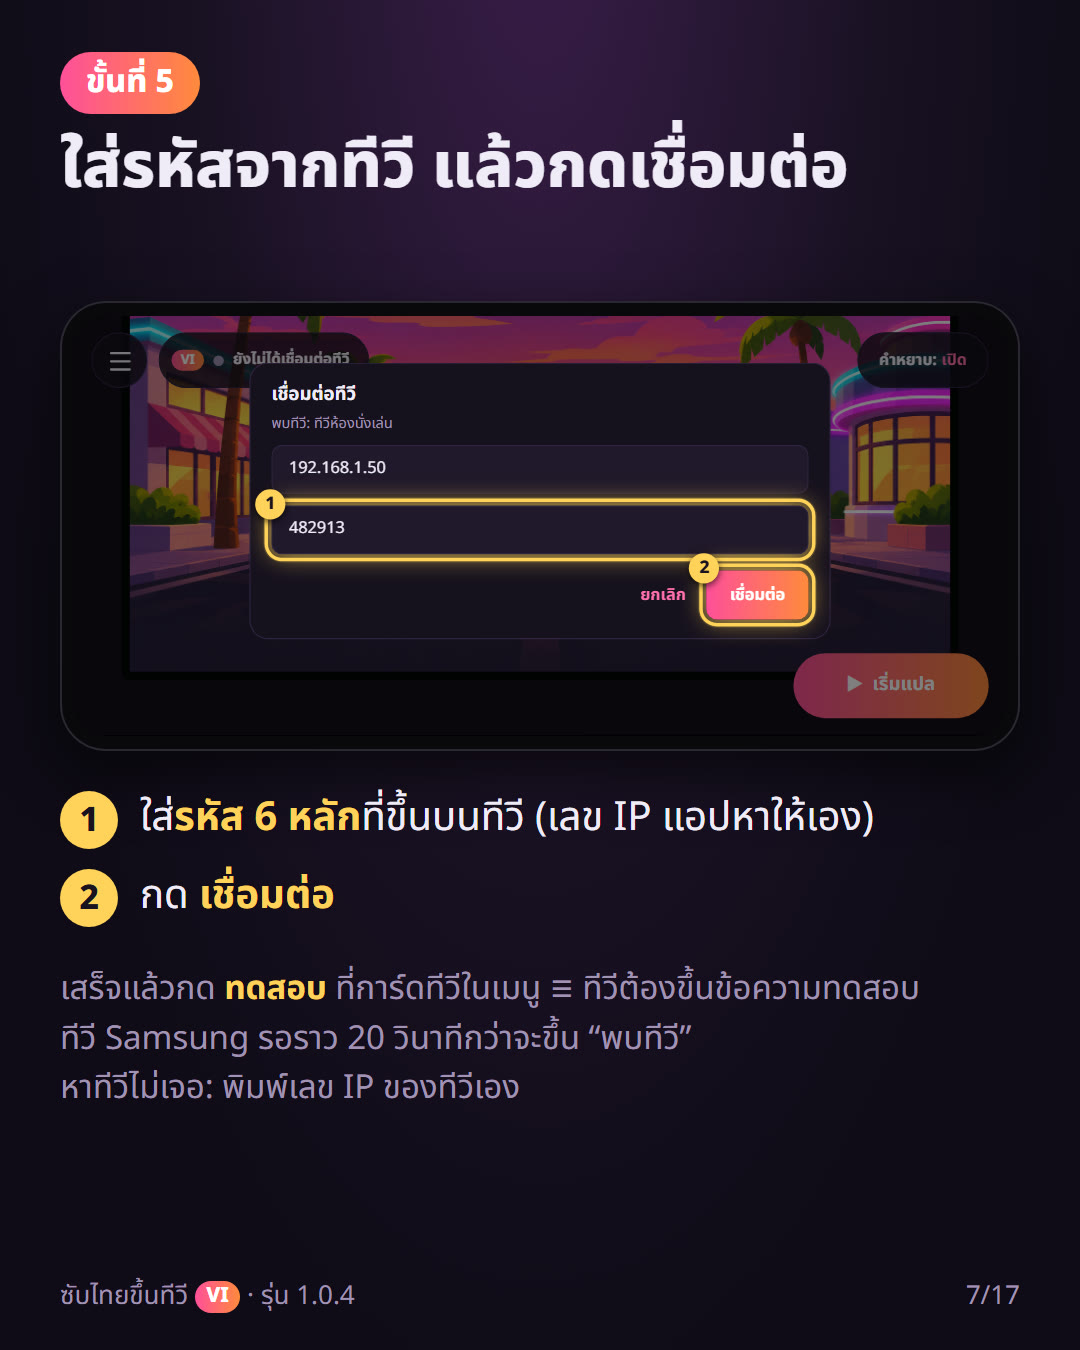 ขั้นที่ 5
ใส่รหัสจากทีวี แล้วกดเชื่อมต่อ
VI ยังไม่ได้เชื่อมต่อทีวี
คำหยาบ: เปิด
เชื่อมต่อทีวี
พบทีวี: ทีวีห้องนั่งเล่น
192.168.1.50
1
482913
2
ยกเลิก เชื่อมต่อ
▶ เริ่มแปล
1 ใส่รหัส 6 หลักที่ขึ้นบนทีวี (เลข IP แอปหาให้เอง)
2 กด เชื่อมต่อ
เสร็จแล้วกด ทดสอบ ที่การ์ดทีวีในเมนู ≡ ทีวีต้องขึ้นข้อความทดสอบ
ทีวี Samsung รอราว 20 วินาทีกว่าจะขึ้น “พบทีวี”
หาทีวีไม่เจอ: พิมพ์เลข IP ของทีวีเอง
ซับไทยขึ้นทีวี VI · รุ่น 1.0.4
7/17